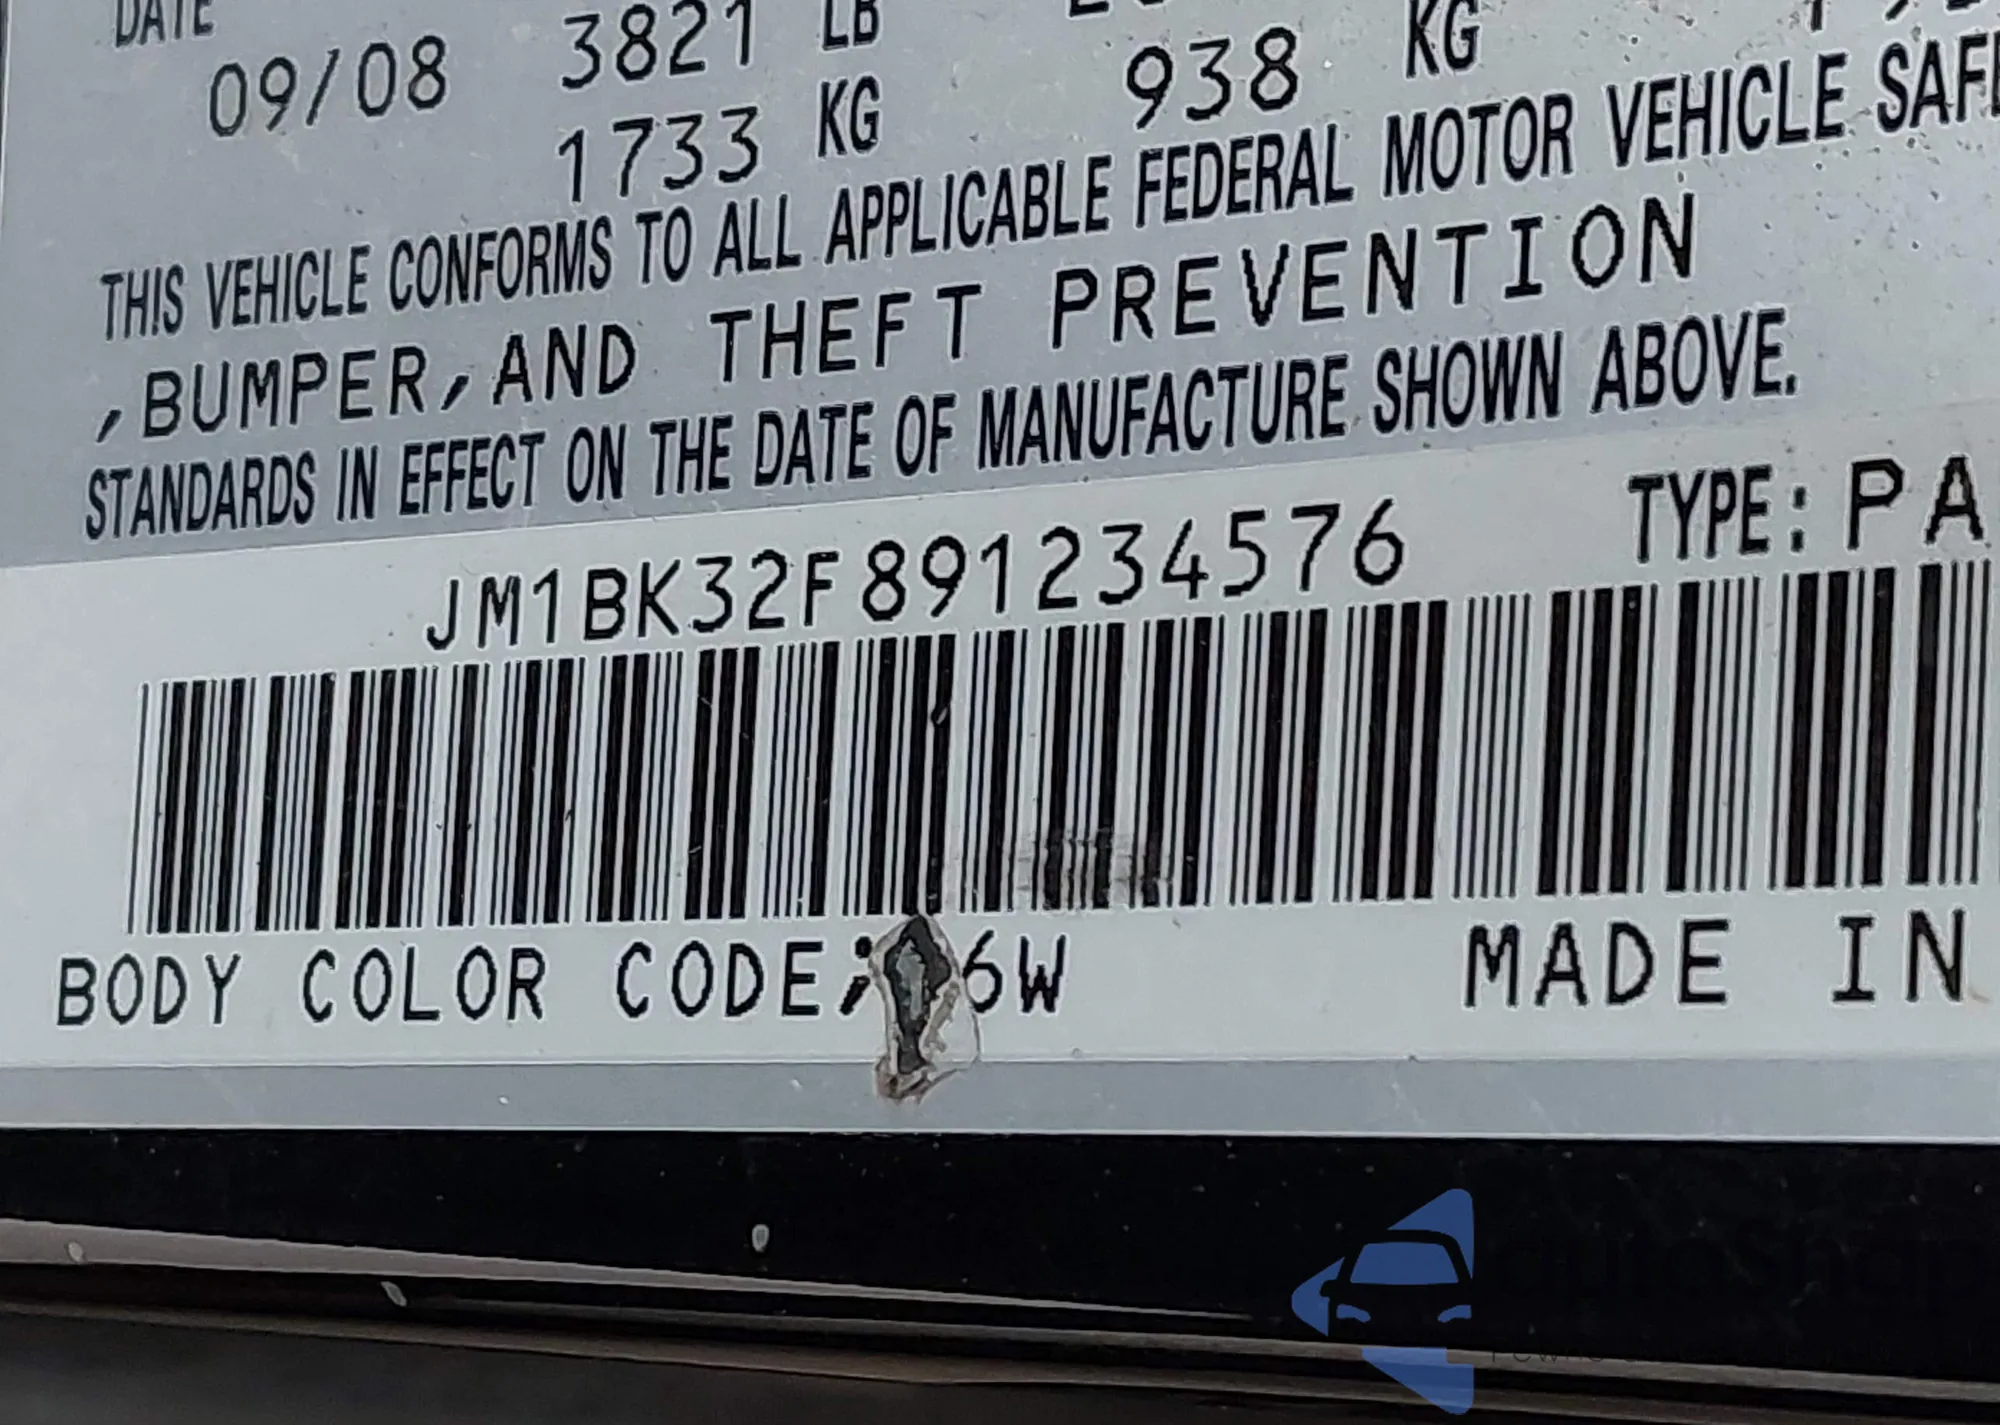 DATE
09/08 3821 LB
1733 KG 938 KG
THIS VEHICLE CONFORMS TO ALL APPLICABLE FEDERAL MOTOR VEHICLE SAFE
,BUMPER,AND THEFT PREVENTION
STANDARDS IN EFFECT ON THE DATE OF MANUFACTURE SHOWN ABOVE.
JM1BK32F891234576 TYPE: PA
BODY COLOR CODE: 6W MADE IN